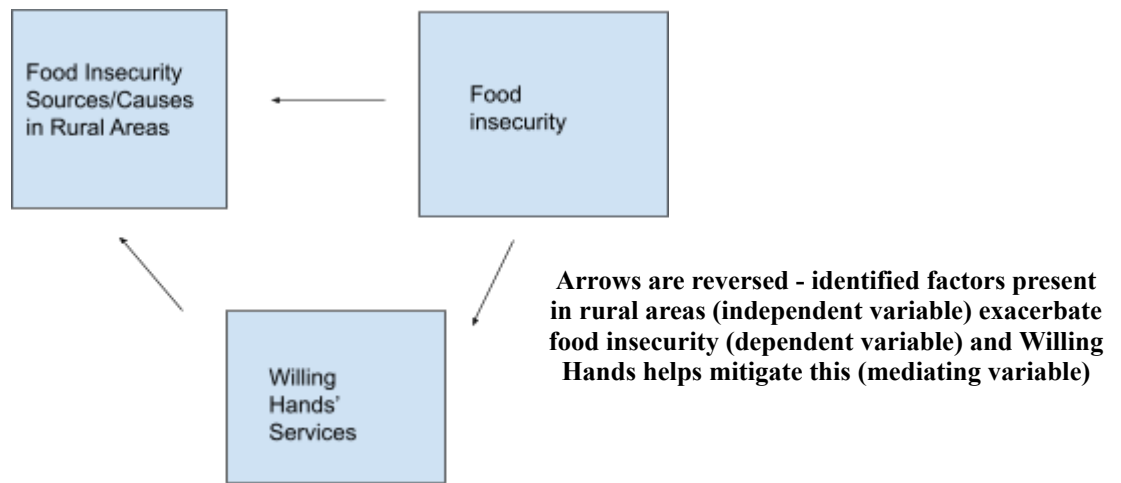 Food Insecurity
Sources/Causes
in Rural Areas
Food
insecurity
Arrows are reversed - identified factors present
in rural areas (independent variable) exacerbate
food insecurity (dependent variable) and Willing
Hands helps mitigate this (mediating variable)
Willing
Hands'
Services